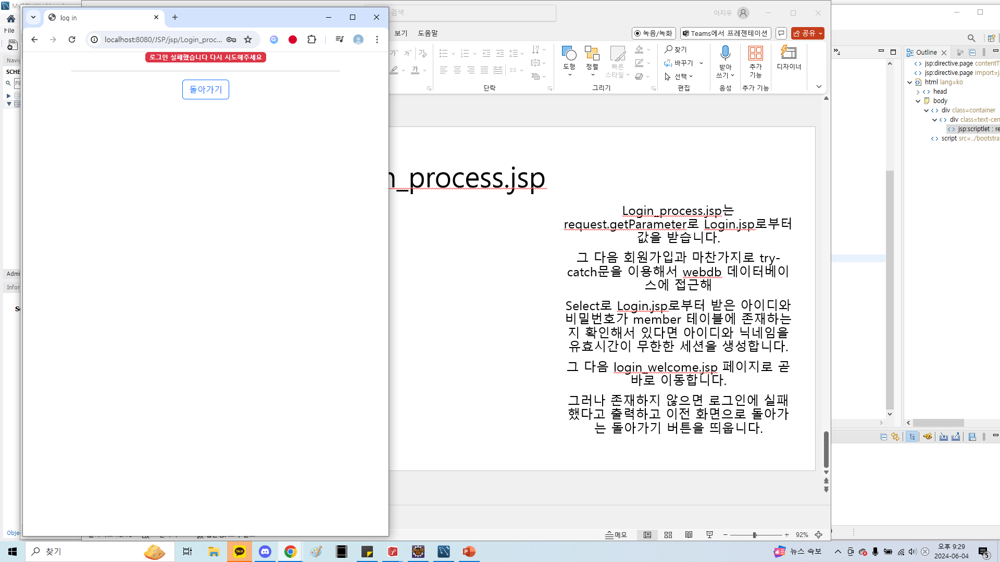 log in
localhost:8080/JSP/jsp/Login_proc...
로그인 실패했습니다 다시 시도해주세요
돌아가기
File
SCHE
Admi
Infor
Objec
검색
이지우
보기
도움말
녹음/녹화
Teams에서 프레젠테이션
공유
도형
정렬
빠른
스타일
찾기
바꾸기
선택
받아
쓰기
추가
기능
디자이너
단락
그리기
편집
음성
추가 기능
_process.jsp
Login_process.jsp는
request.getParameter로 Login.jsp로부터
값을 받습니다.
그 다음 회원가입과 마찬가지로 try-
catch문을 이용해서 webdb 데이터베이
스에 접근해
Select로 Login.jsp로부터 받은 아이디와
비밀번호가 member 테이블에 존재하는
지 확인해서 있다면 아이디와 닉네임을
유효시간이 무한한 세션을 생성합니다.
그 다음 login_welcome.jsp 페이지로 곧
바로 이동합니다.
그러나 존재하지 않으면 로그인에 실패
했다고 출력하고 이전 화면으로 돌아가
는 돌아가기 버튼을 띄웁니다.
메모
92%
Outline
jsp:directive.page contentT
jsp:directive.page import=j
html lang=ko
head
body
div class=container
div class=text-cen
jsp:scriptlet : re
script src=../bootstra
찾기
TALK
뉴스 속보
오후 9:29
2024-06-04
5